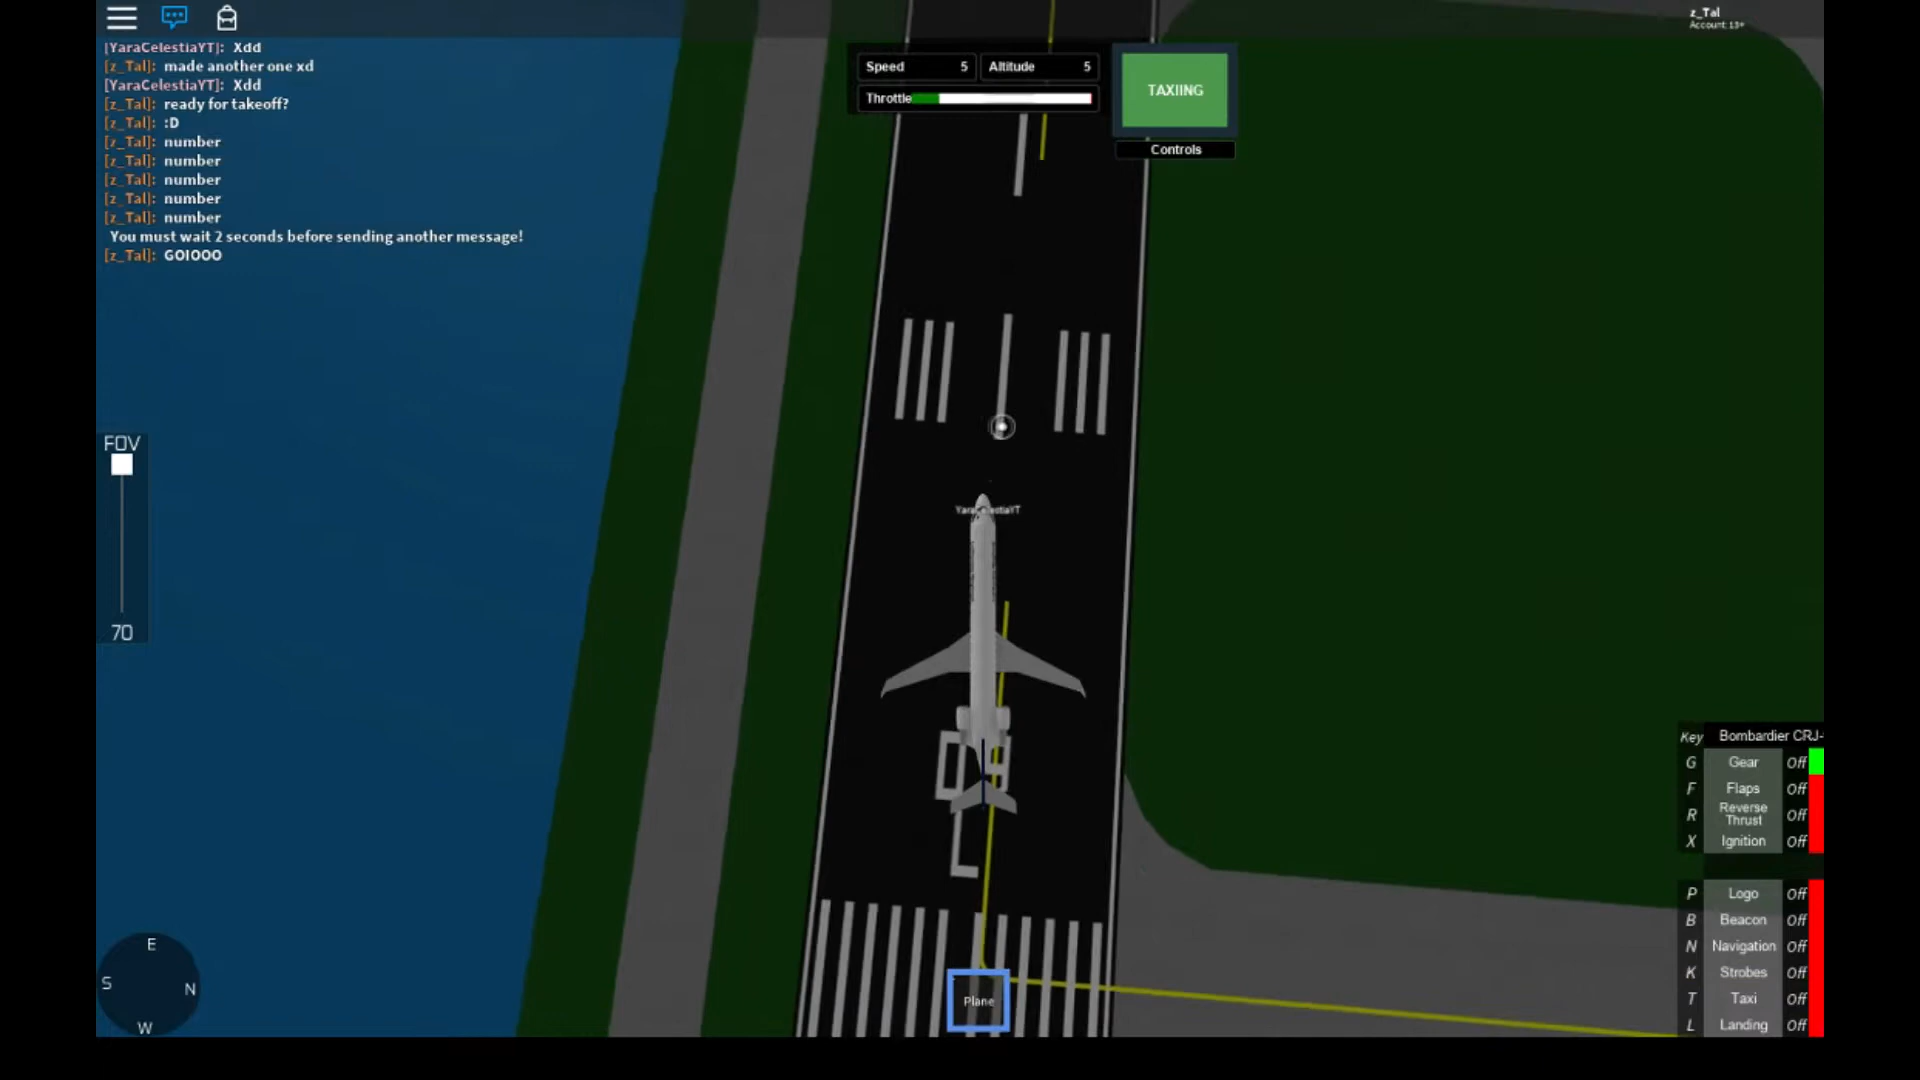 z_Tal
Account: 13+
[YaraCelestiaYT]: Xdd
[z_Tal]: made another one xd
[YaraCelestiaYT]: Xdd
[z_Tal]: ready for takeoff?
[z_Tal]: :D
[z_Tal]: number
[z_Tal]: number
[z_Tal]: number
[z_Tal]: number
[z_Tal]: number
You must wait 2 seconds before sending another message!
[z_Tal]: GOIOOO
Speed 5
Altitude 5
Throttle
TAXIING
Controls
FOV
70
YaraCelestiaYT
L
E
S
N
W
Plane
Key Bombardier CRJ-
G Gear Off
F Flaps Off
R Reverse Thrust Off
X Ignition Off
P Logo Off
B Beacon Off
N Navigation Off
K Strobes Off
T Taxi Off
L Landing Off